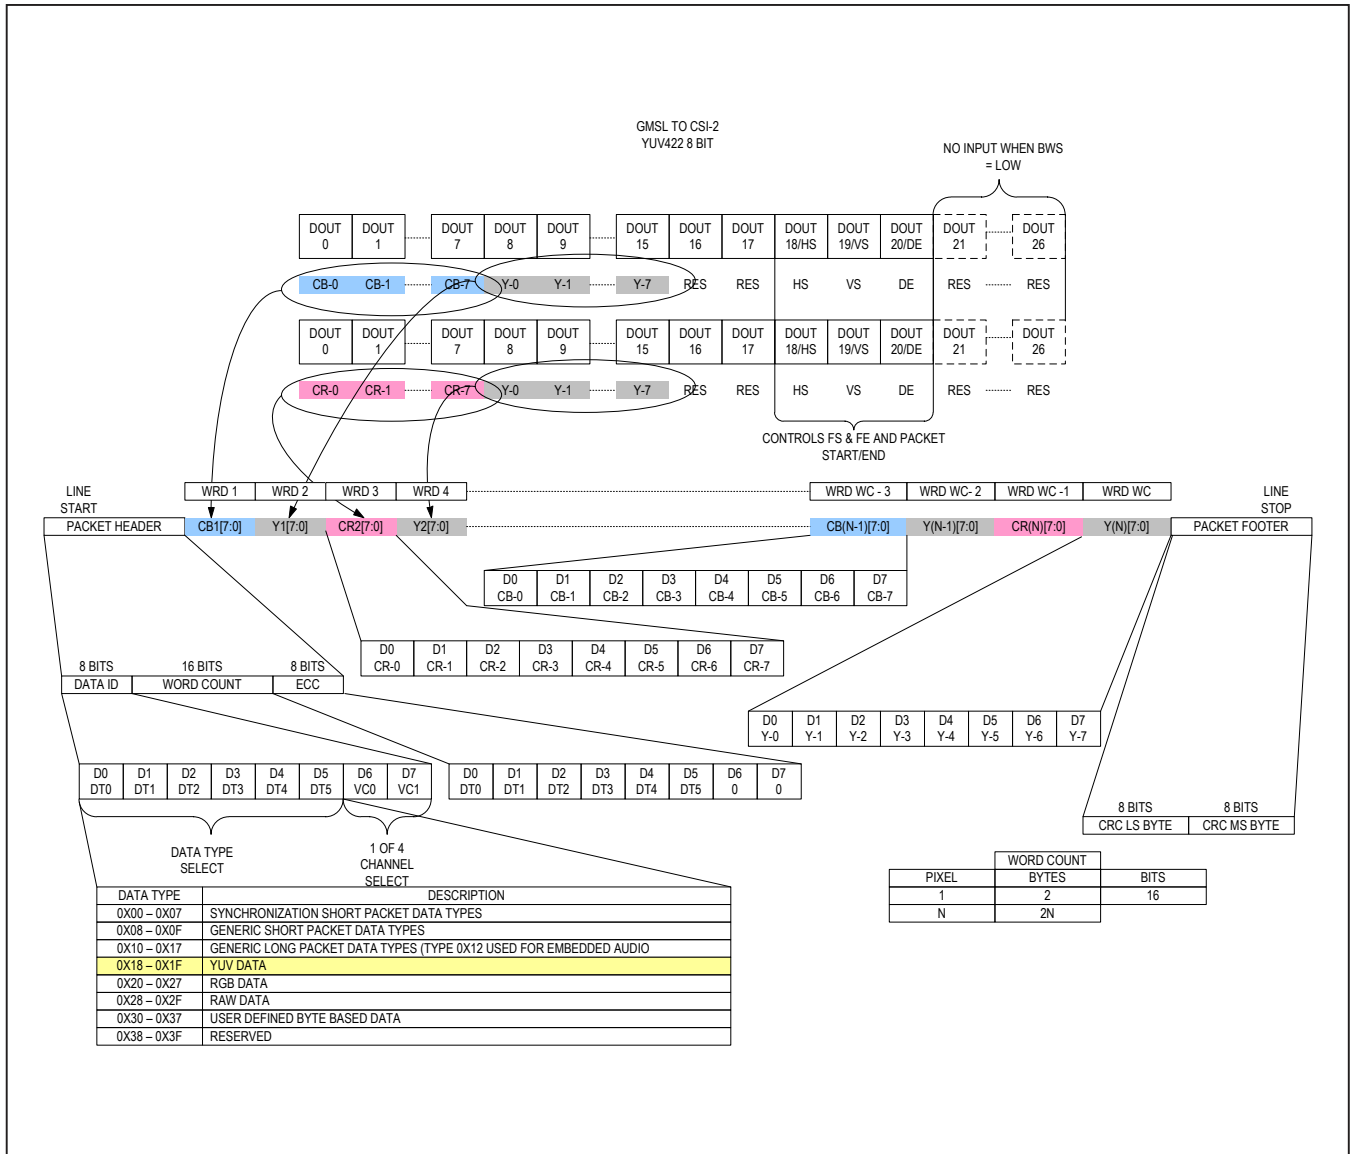 GMSL TO CSI-2
YUV422 8 BIT
NO INPUT WHEN BWS
= LOW
DOUT 0 DOUT 1 DOUT 7 DOUT 8 DOUT 9 DOUT 15 DOUT 16 DOUT 17 DOUT 18/HS DOUT 19/VS DOUT 20/DE DOUT 21 DOUT 26
CB-0 CB-1 CB-7 Y-0 Y-1 Y-7 RES RES HS VS DE RES RES
DOUT 0 DOUT 1 DOUT 7 DOUT 8 DOUT 9 DOUT 15 DOUT 16 DOUT 17 DOUT 18/HS DOUT 19/VS DOUT 20/DE DOUT 21 DOUT 26
CR-0 CR-1 CR-7 Y-0 Y-1 Y-7 RES RES HS VS DE RES RES
CONTROLS FS & FE AND PACKET
START/END
LINE
START
WRD 1 WRD 2 WRD 3 WRD 4 WRD WC - 3 WRD WC- 2 WRD WC -1 WRD WC
LINE
STOP
PACKET HEADER CB1[7:0] Y1[7:0] CR2[7:0] Y2[7:0] CB(N-1)[7:0] Y(N-1)[7:0] CR(N)[7:0] Y(N)[7:0] PACKET FOOTER
D0 D1 D2 D3 D4 D5 D6 D7
CB-0 CB-1 CB-2 CB-3 CB-4 CB-5 CB-6 CB-7
D0 D1 D2 D3 D4 D5 D6 D7
CR-0 CR-1 CR-2 CR-3 CR-4 CR-5 CR-6 CR-7
8 BITS 16 BITS 8 BITS
DATA ID WORD COUNT ECC
D0 D1 D2 D3 D4 D5 D6 D7
Y-0 Y-1 Y-2 Y-3 Y-4 Y-5 Y-6 Y-7
D0 D1 D2 D3 D4 D5 D6 D7
DT0 DT1 DT2 DT3 DT4 DT5 VC0 VC1
D0 D1 D2 D3 D4 D5 D6 D7
DT0 DT1 DT2 DT3 DT4 DT5 0 0
8 BITS 8 BITS
CRC LS BYTE CRC MS BYTE
DATA TYPE
SELECT
1 OF 4
CHANNEL
SELECT
WORD COUNT
PIXEL BYTES BITS
1 2 16
N 2N
DATA TYPE DESCRIPTION
0X00 – 0X07 SYNCHRONIZATION SHORT PACKET DATA TYPES
0X08 – 0X0F GENERIC SHORT PACKET DATA TYPES
0X10 – 0X17 GENERIC LONG PACKET DATA TYPES (TYPE 0X12 USED FOR EMBEDDED AUDIO
0X18 – 0X1F YUV DATA
0X20 – 0X27 RGB DATA
0X28 – 0X2F RAW DATA
0X30 – 0X37 USER DEFINED BYTE BASED DATA
0X38 – 0X3F RESERVED